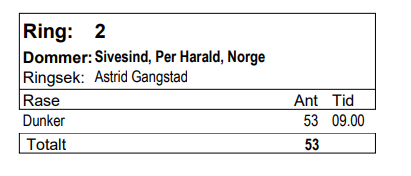 Ring: 2
Dommer: Sivesind, Per Harald, Norge
Ringsek: Astrid Gangstad
Rase Ant Tid
Dunker 53 09.00
Totalt 53